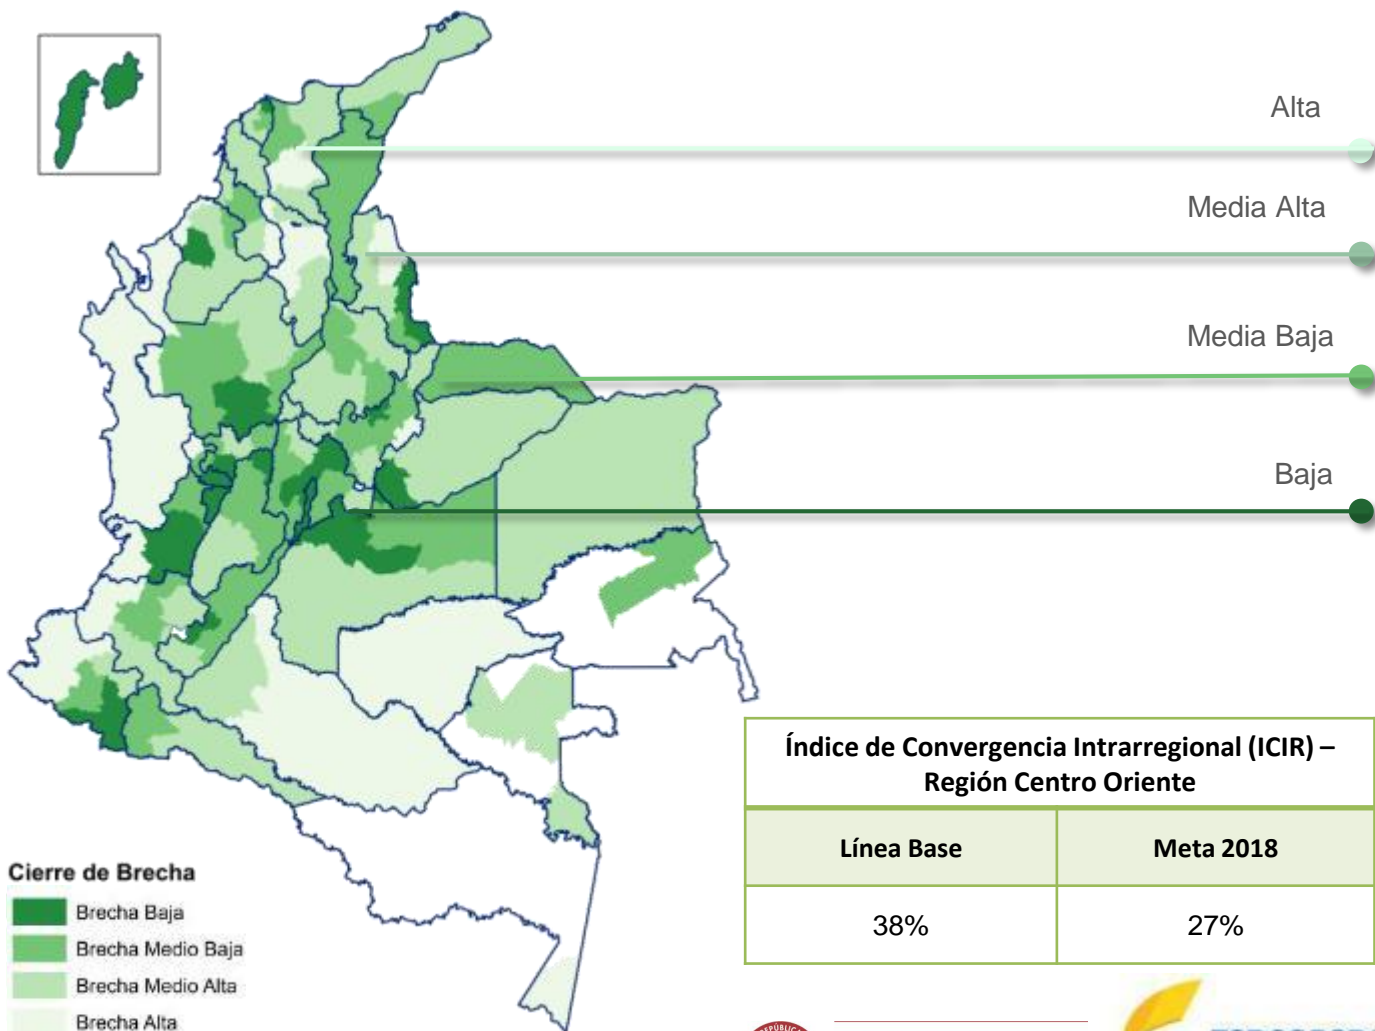 Alta
Media Alta
Media Baja
Baja
Índice de Convergencia Intrarregional (ICIR) –
Región Centro Oriente
Línea Base
Meta 2018
38%
27%
Cierre de Brecha
Brecha Baja
Brecha Medio Baja
Brecha Medio Alta
Brecha Alta